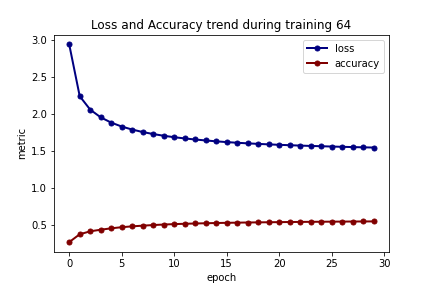 Loss and Accuracy trend during training 64
3.0
2.5
2.0
1.5
1.0
0.5
metric
loss
accuracy
0 5 10 15 20 25 30
epoch